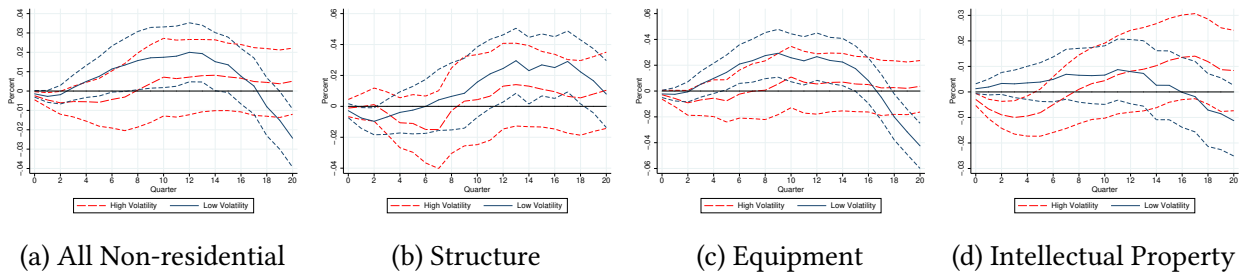 .04
.03
.02
.01
0
-.01
-.02
-.03
-.04
Percent
0 2 4 6 8 10 12 14 16 18 20
Quarter
High Volatility Low Volatility
(a) All Non-residential
.06
.04
.02
0
-.02
-.04
Percent
0 2 4 6 8 10 12 14 16 18 20
Quarter
High Volatility Low Volatility
(b) Structure
.06
.04
.02
0
-.02
-.04
-.06
Percent
0 2 4 6 8 10 12 14 16 18 20
Quarter
High Volatility Low Volatility
(c) Equipment
.03
.02
.01
0
-.01
-.02
-.03
Percent
0 2 4 6 8 10 12 14 16 18 20
Quarter
High Volatility Low Volatility
(d) Intellectual Property